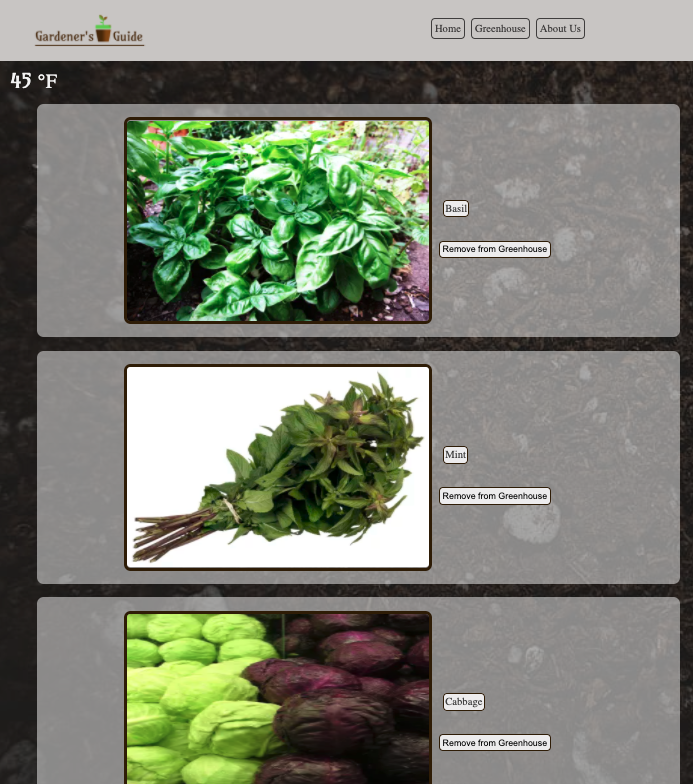 Gardener's Guide
Home Greenhouse About Us
45 °F
Basil
Remove from Greenhouse
Mint
Remove from Greenhouse
Cabbage
Remove from Greenhouse